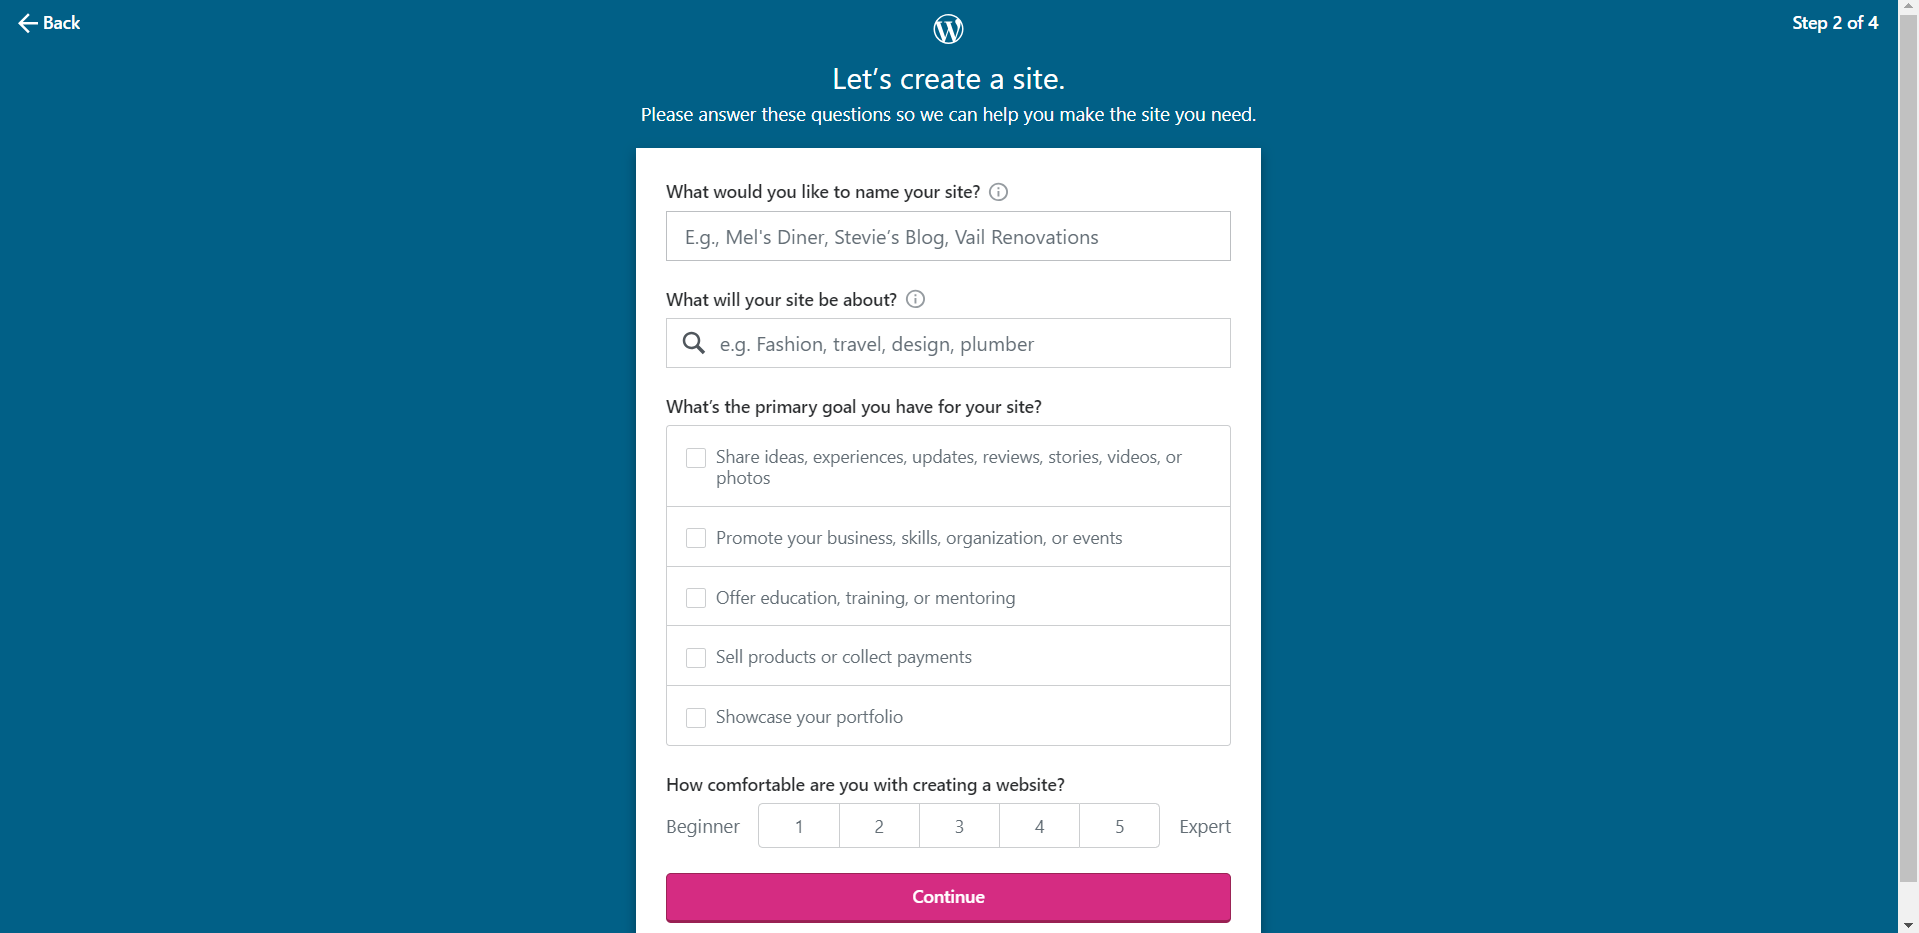 Back
Step 2 of 4
Let’s create a site.
Please answer these questions so we can help you make the site you need.
What would you like to name your site?
E.g., Mel's Diner, Stevie’s Blog, Vail Renovations
What will your site be about?
e.g. Fashion, travel, design, plumber
What’s the primary goal you have for your site?
Share ideas, experiences, updates, reviews, stories, videos, or
photos
Promote your business, skills, organization, or events
Offer education, training, or mentoring
Sell products or collect payments
Showcase your portfolio
How comfortable are you with creating a website?
Beginner 1 2 3 4 5 Expert
Continue